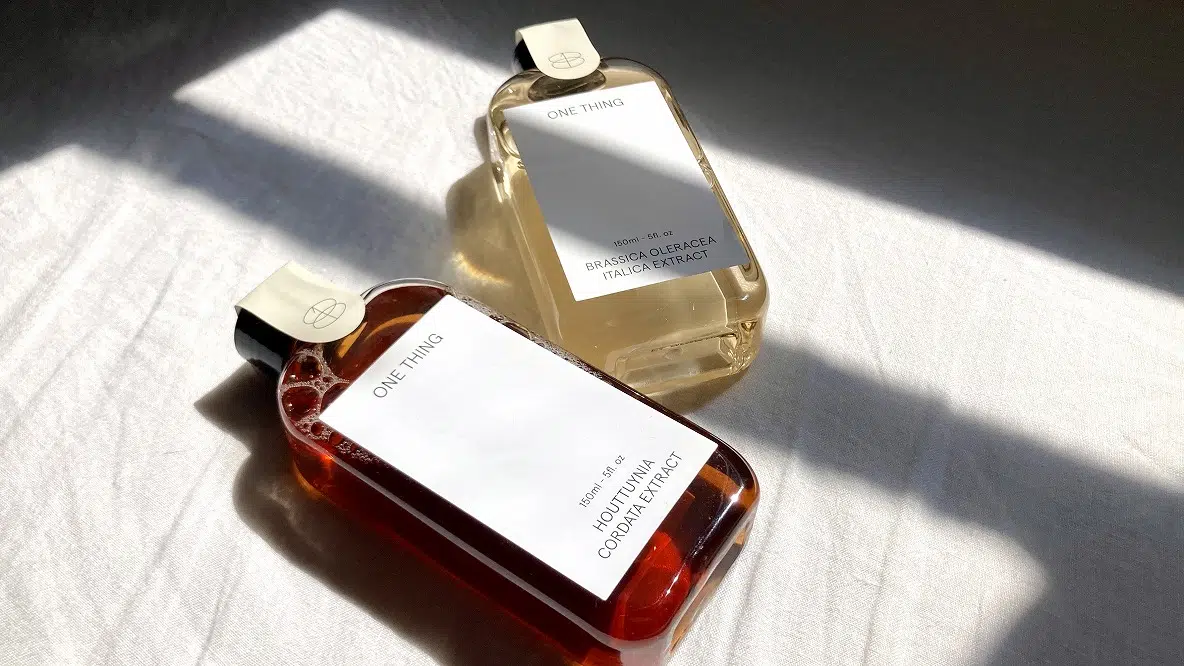 ONE THING
150ml - 5fl. oz
BRASSICA OLERACEA
ITALICA EXTRACT
ONE THING
150ml - 5fl. oz
HOUTTUYNIA
CORDATA EXTRACT